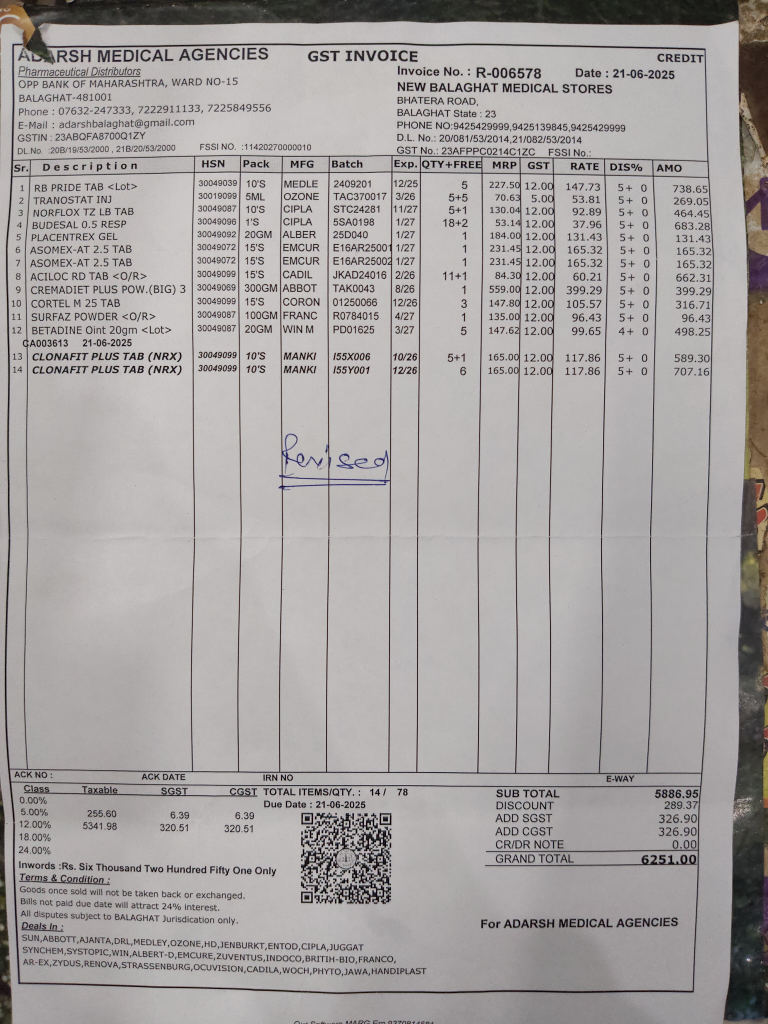 ADARSH MEDICAL AGENCIES GST INVOICE CREDIT
Pharmaceutical Distributors
OPP BANK OF MAHARASHTRA, WARD NO-15
BALAGHAT-481001
Phone : 07632-247333, 7222911133, 7225849556
E-Mail : adarshbalaghat@gmail.com
GSTIN : 23ABQFA8700Q1ZY
DL.No. :20B/19/53/2000 , 21B/20/53/2000 FSSI NO. :11420270000010
Invoice No. : R-006578 Date : 21-06-2025
NEW BALAGHAT MEDICAL STORES
BHATERA ROAD,
BALAGHAT State : 23
PHONE NO:9425429999,9425139845,9425429999
D.L. No.: 20/081/53/2014,21/082/53/2014
GST No.: 23AFPPC0214C1ZC FSSI No.:
Sr. Description HSN Pack MFG Batch Exp. QTY+FREE MRP GST RATE DIS% AMO
1 RB PRIDE TAB <Lot> 30049039 10'S MEDLE 2409201 12/25 5 227.50 12.00 147.73 5+ 0 738.65
2 TRANOSTAT INJ 30019099 5ML OZONE TAC370017 3/26 5+5 70.63 5.00 53.81 5+ 0 269.05
3 NORFLOX TZ LB TAB 30049087 10'S CIPLA STC24281 11/27 5+1 130.04 12.00 92.89 5+ 0 464.45
4 BUDESAL 0.5 RESP 30049096 1'S CIPLA 5SA0198 1/27 18+2 53.14 12.00 37.96 5+ 0 683.28
5 PLACENTREX GEL 30049092 20GM ALBER 25D040 1/27 1 184.00 12.00 131.43 5+ 0 131.43
6 ASOMEX-AT 2.5 TAB 30049072 15'S EMCUR E16AR25001 1/27 1 231.45 12.00 165.32 5+ 0 165.32
7 ASOMEX-AT 2.5 TAB 30049072 15'S EMCUR E16AR25002 1/27 1 231.45 12.00 165.32 5+ 0 165.32
8 ACILOC RD TAB <O/R> 30049099 15'S CADIL JKAD24016 2/26 11+1 84.30 12.00 60.21 5+ 0 662.31
9 CREMADIET PLUS POW.(BIG) 3 30049069 300GM ABBOT TAK0043 8/26 1 559.00 12.00 399.29 5+ 0 399.29
10 CORTEL M 25 TAB 30049099 15'S CORON 01250066 12/26 3 147.80 12.00 105.57 5+ 0 316.71
11 SURFAZ POWDER <O/R> 30049087 100GM FRANC R0784015 4/27 1 135.00 12.00 96.43 5+ 0 96.43
12 BETADINE Oint 20gm <Lot> 30049087 20GM WIN M PD01625 3/27 5 147.62 12.00 99.65 4+ 0 498.25
CA003613 21-06-2025
13 CLONAFIT PLUS TAB (NRX) 30049099 10'S MANKI I55X006 10/26 5+1 165.00 12.00 117.86 5+ 0 589.30
14 CLONAFIT PLUS TAB (NRX) 30049099 10'S MANKI I55Y001 12/26 6 165.00 12.00 117.86 5+ 0 707.16
Revised
ACK NO : ACK DATE IRN NO E-WAY
Class Taxable SGST CGST TOTAL ITEMS/QTY. : 14 / 78
Due Date : 21-06-2025
0.00%
5.00% 255.60 6.39 6.39
12.00% 5341.98 320.51 320.51
18.00%
24.00%
SUB TOTAL 5886.95
DISCOUNT 289.37
ADD SGST 326.90
ADD CGST 326.90
CR/DR NOTE 0.00
GRAND TOTAL 6251.00
Inwords :Rs. Six Thousand Two Hundred Fifty One Only
Terms & Condition :
Goods once sold will not be taken back or exchanged.
Bills not paid due date will attract 24% interest.
All disputes subject to BALAGHAT Jurisdication only.
Deals In :
SUN,ABBOTT,AJANTA,DRL,MEDLEY,OZONE,HD,JENBURKT,ENTOD,CIPLA,JUGGAT
SYNCHEM,SYSTOPIC,WIN,ALBERT-D,EMCURE,ZUVENTUS,INDOCO,BRITIH-BIO,FRANCO,
AR-EX,ZYDUS,RENOVA,STRASSENBURG,OCUVISION,CADILA,WOCH,PHYTO,JAWA,HANDIPLAST
For ADARSH MEDICAL AGENCIES